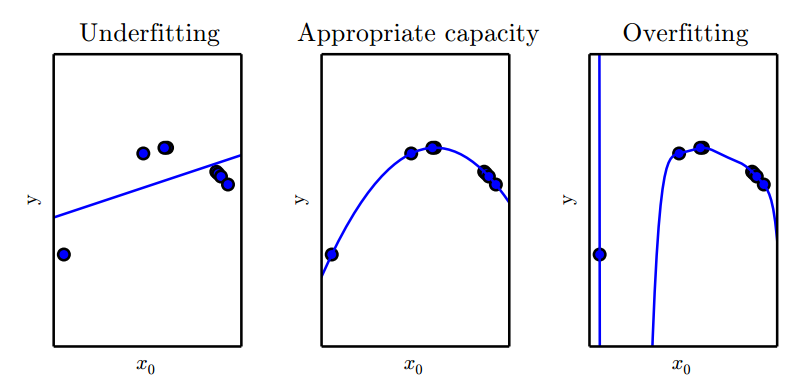 Underfitting
Appropriate capacity
Overfitting
y
y
y
x₀
x₀
x₀